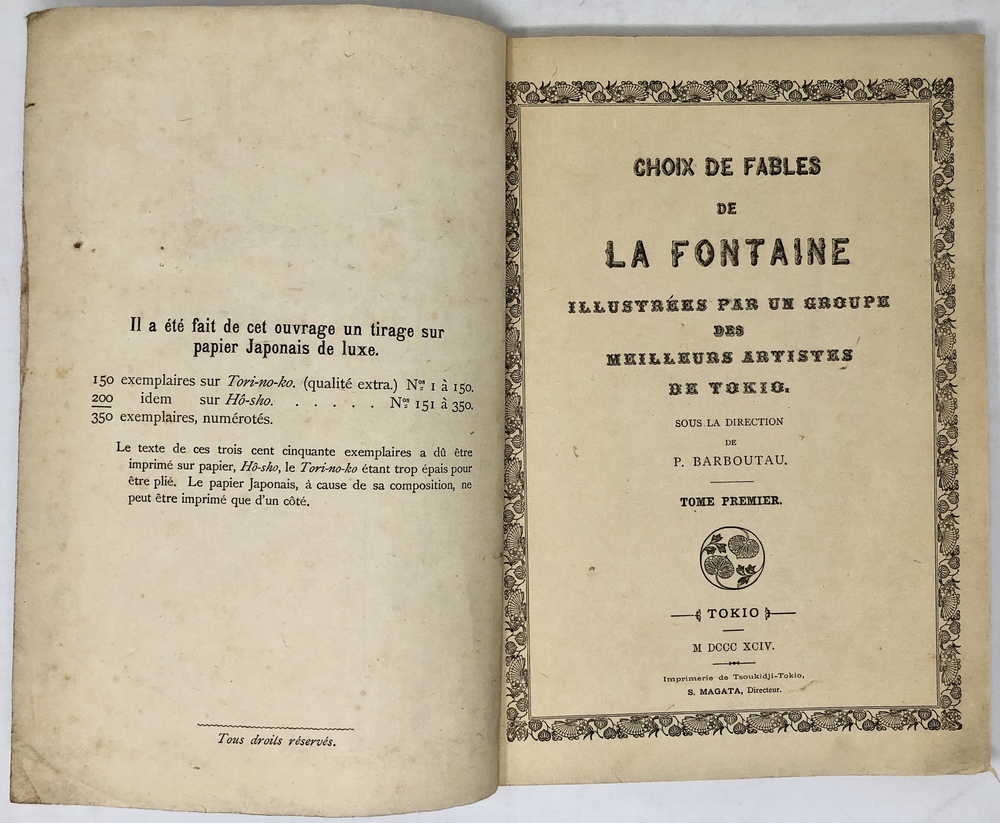 Il a été fait de cet ouvrage un tirage sur
papier Japonais de luxe.
150 exemplaires sur Tori-no-ko. (qualité extra.) Nos 1 à 150.
200 idem sur Hô-sho. . . . . . Nos 151 à 350.
350 exemplaires, numérotés.
Le texte de ces trois cent cinquante exemplaires a dû être
imprimé sur papier, Hô-sho, le Tori-no-ko étant trop épais pour
être plié. Le papier Japonais, à cause de sa composition, ne
peut être imprimé que d'un côté.
Tous droits réservés.
CHOIX DE FABLES
DE
LA FONTAINE
ILLUSTRÉES PAR UN GROUPE
DES
MEILLEURS ARTISTES
DE TOKIO.
SOUS LA DIRECTION
DE
P. BARBOUTAU.
TOME PREMIER.
TOKIO
M DCCC XCIV.
Imprimerie de Tsoukidji-Tokio,
S. MAGATA, Directeur.